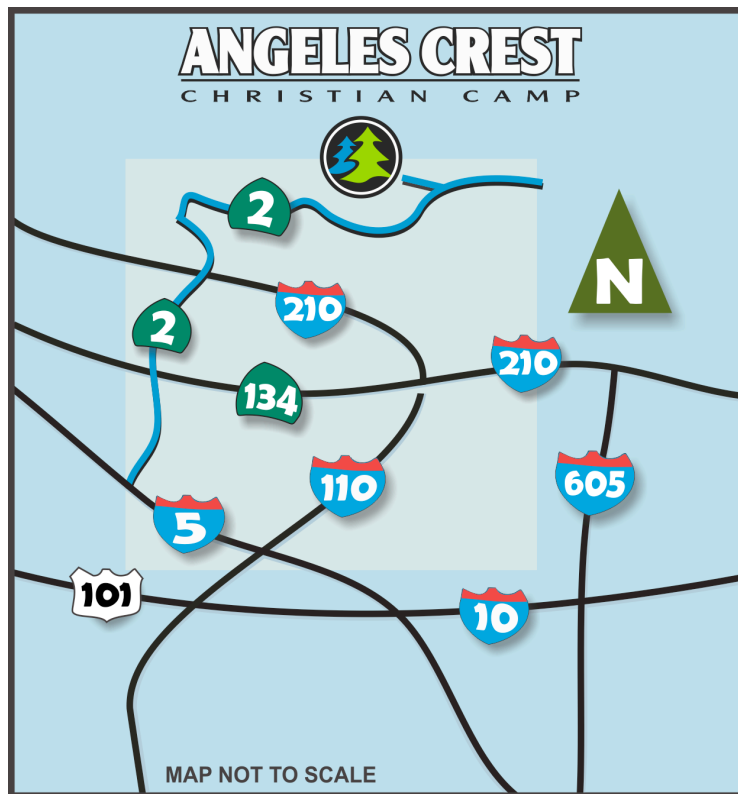 ANGELES CREST
CHRISTIAN CAMP
2
210
N
2
210
134
110
605
5
101
10
MAP NOT TO SCALE